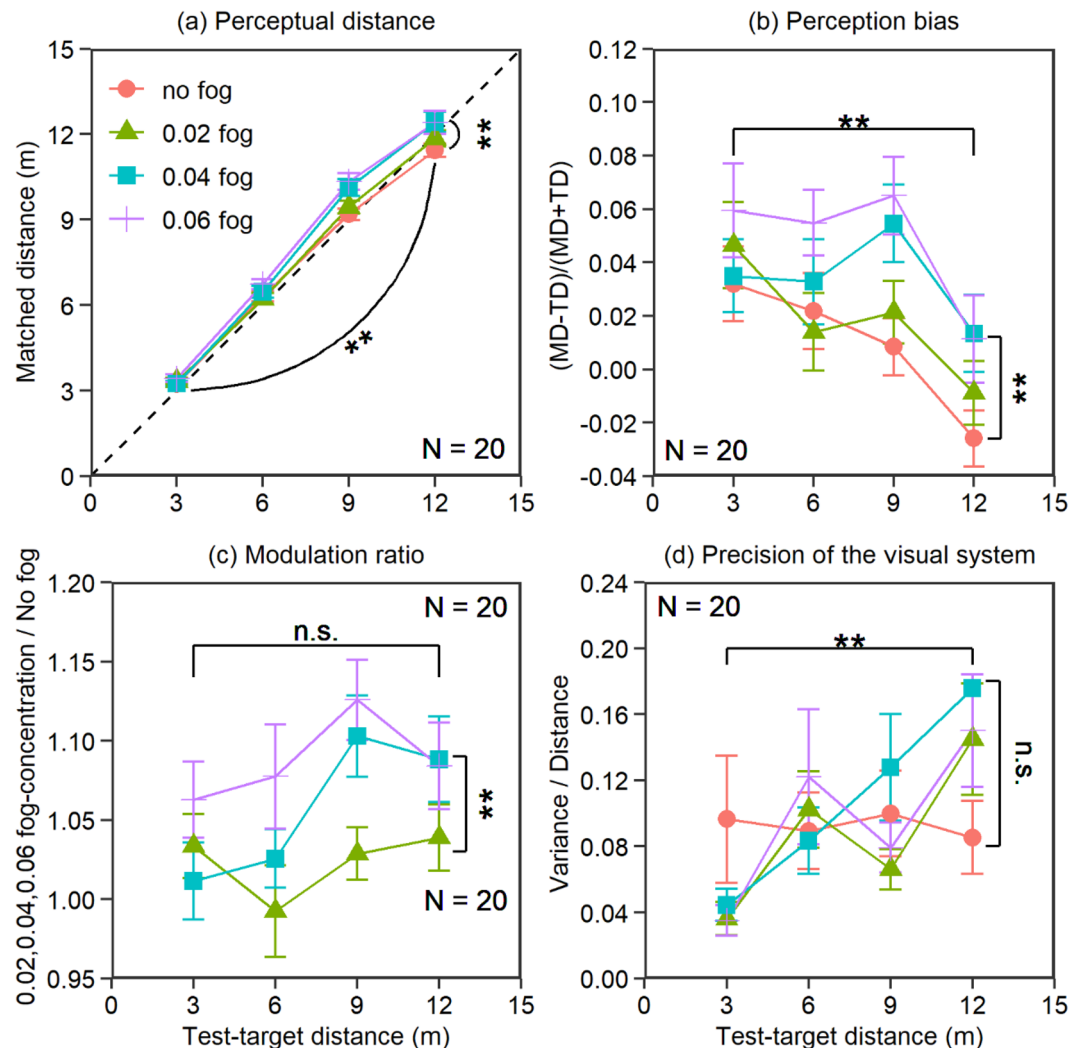 (a) Perceptual distance
15
12
9
6
3
0
Matched distance (m)
no fog
0.02 fog
0.04 fog
0.06 fog
**
**
N = 20
0 3 6 9 12 15
(b) Perception bias
0.12
0.10
0.08
0.06
0.04
0.02
0.00
-0.02
-0.04
(MD-TD)/(MD+TD)
**
**
N = 20
0 3 6 9 12 15
(c) Modulation ratio
1.20
1.15
1.10
1.05
1.00
0.95
0.02,0.04,0.06 fog-concentration / No fog
N = 20
n.s.
**
N = 20
0 3 6 9 12 15
Test-target distance (m)
(d) Precision of the visual system
0.24
0.20
0.16
0.12
0.08
0.04
0.00
Variance / Distance
N = 20
**
n.s.
0 3 6 9 12 15
Test-target distance (m)